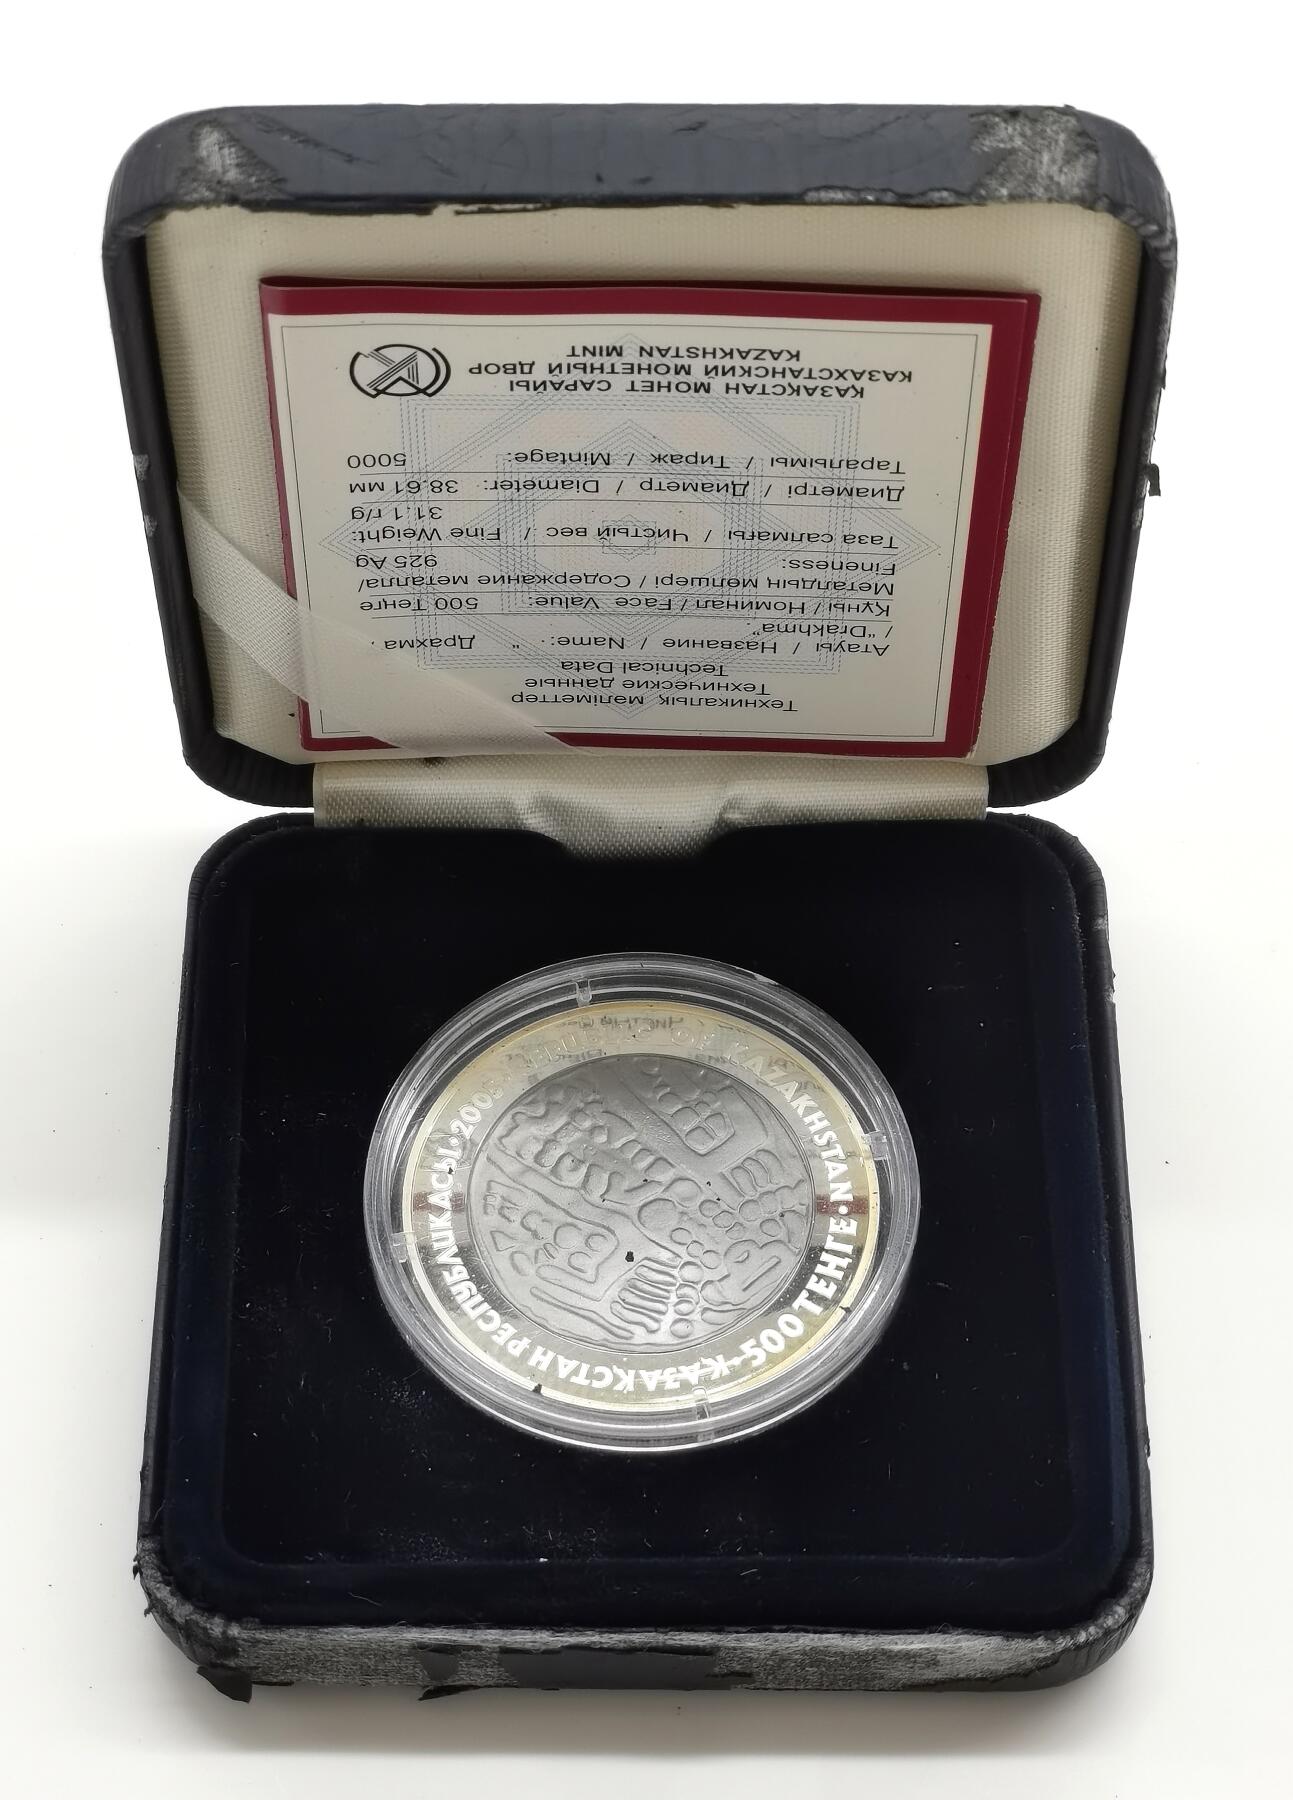 Техникалық мәліметтер
Технические данные
Technical Data
Атауы / Название / Name: " Драхма "
/ "Drakhma"
Құны / Номинал / Face Value: 500 Теңге
Металдың мөлшері / Содержание металла/
Fineness: 925 Ag
Таза салмағы / Чистый вес / Fine Weight:
31.1 г/g
Диаметрі / Диаметр / Diameter: 38.61 мм
Таралымы / Тираж / Mintage: 5000
ҚАЗАҚСТАН МОНЕТ САРАЙЫ
КАЗАХСТАНСКИЙ МОНЕТНЫЙ ДВОР
KAZAKHSTAN MINT
REPUBLIC OF KAZAKHSTAN • 500 ТЕҢГЕ • ҚАЗАҚСТАН РЕСПУБЛИКАСЫ •